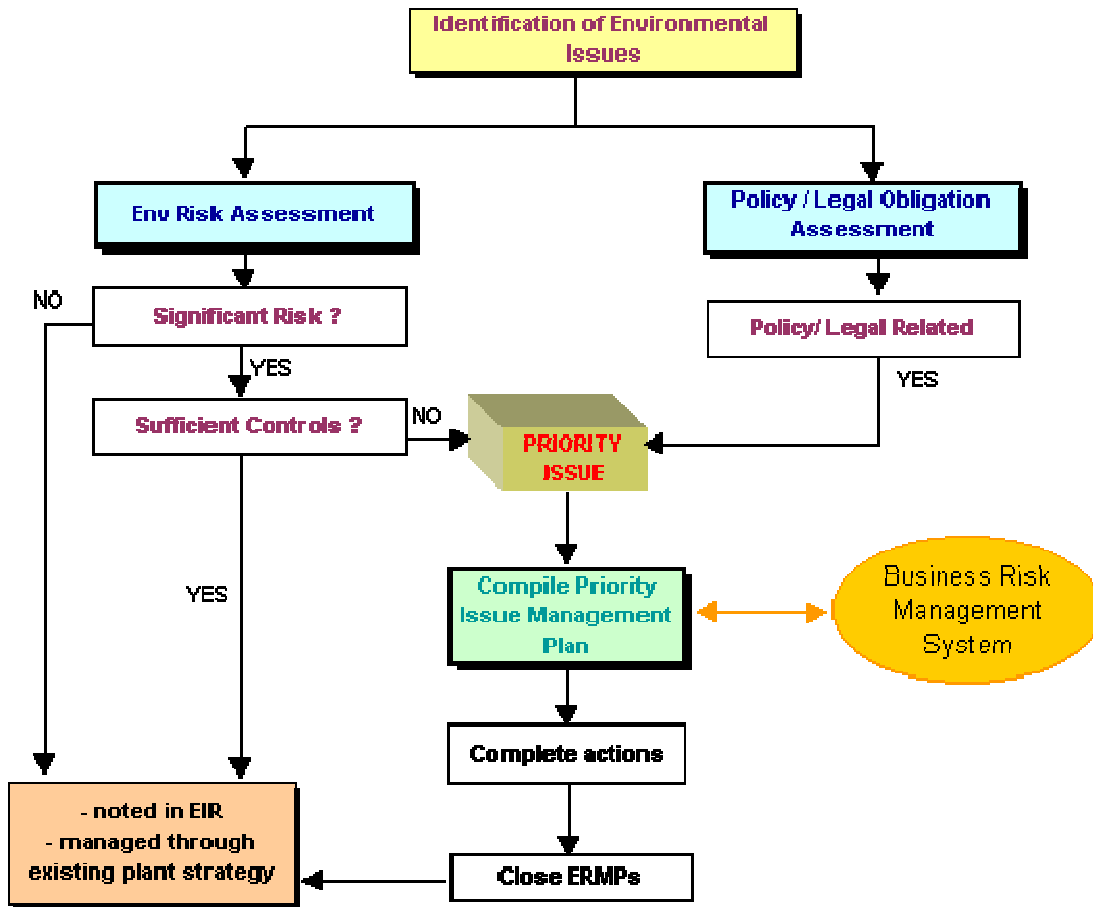 Identification of Environmental
Issues
Env Risk Assessment
Policy / Legal Obligation
Assessment
NO
Significant Risk ?
Policy/ Legal Related
YES
YES
Sufficient Controls ?
NO
PRIORITY
ISSUE
YES
Compile Priority
Issue Management
Plan
Business Risk
Management
System
Complete actions
- noted in EIR
- managed through
existing plant strategy
Close ERMPs